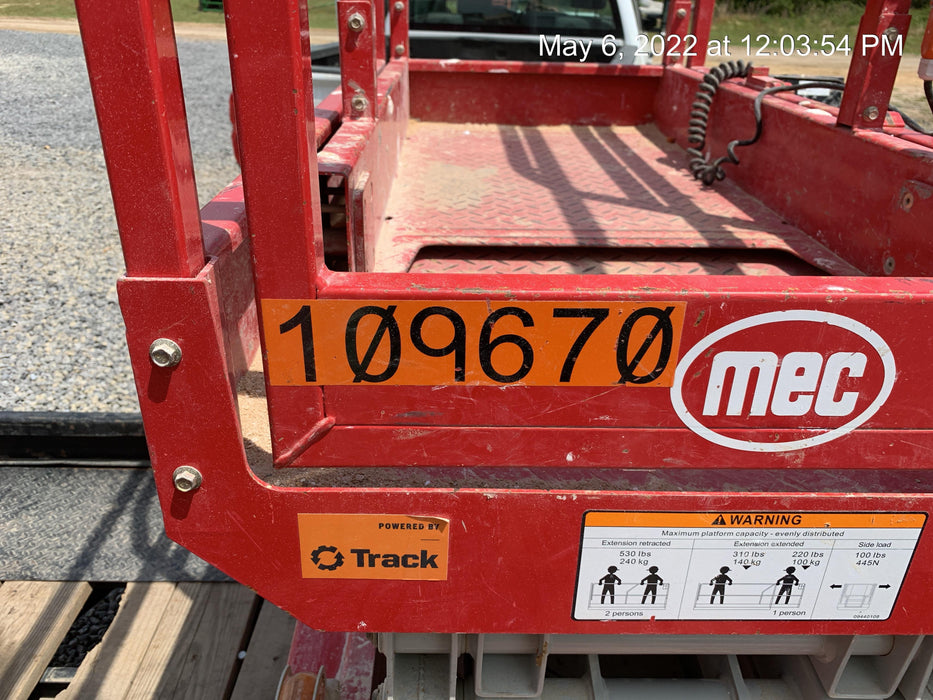 May 6, 2022 at 12:03:54 PM
1Ø967Ø
mec
POWERED BY
Track
WARNING
Maximum platform capacity - evenly distributed
Extension retracted
530 lbs
240 kg
2 persons
Extension extended
310 lbs 220 lbs
140 kg 100 kg
1 person
Side load
100 lbs
445N
09440108